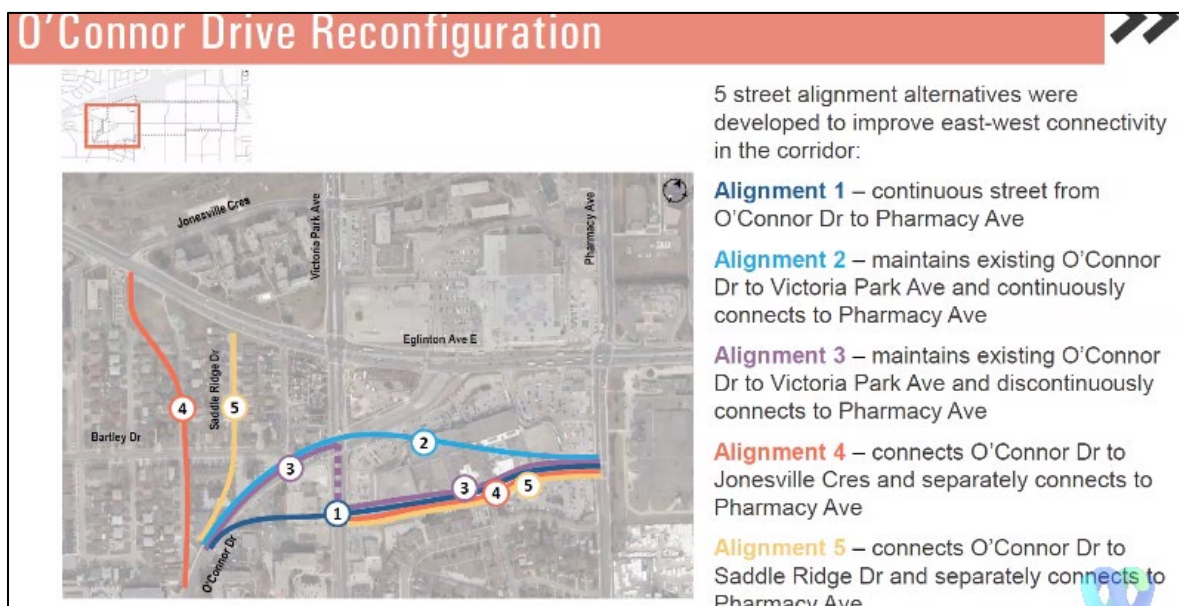 O'Connor Drive Reconfiguration
5 street alignment alternatives were
developed to improve east-west connectivity
in the corridor:
Alignment 1 – continuous street from
O'Connor Dr to Pharmacy Ave
Alignment 2 – maintains existing O'Connor
Dr to Victoria Park Ave and continuously
connects to Pharmacy Ave
Alignment 3 – maintains existing O'Connor
Dr to Victoria Park Ave and discontinuously
connects to Pharmacy Ave
Alignment 4 – connects O'Connor Dr to
Jonesville Cres and separately connects to
Pharmacy Ave
Alignment 5 – connects O'Connor Dr to
Saddle Ridge Dr and separately connects to
Pharmacy Ave
Jonesville Cres
Victoria Park Ave
Pharmacy Ave
Eglinton Ave E
Saddle Ridge Dr
Bartley Dr
O'Connor Dr
4
5
3
2
1
3
4
5